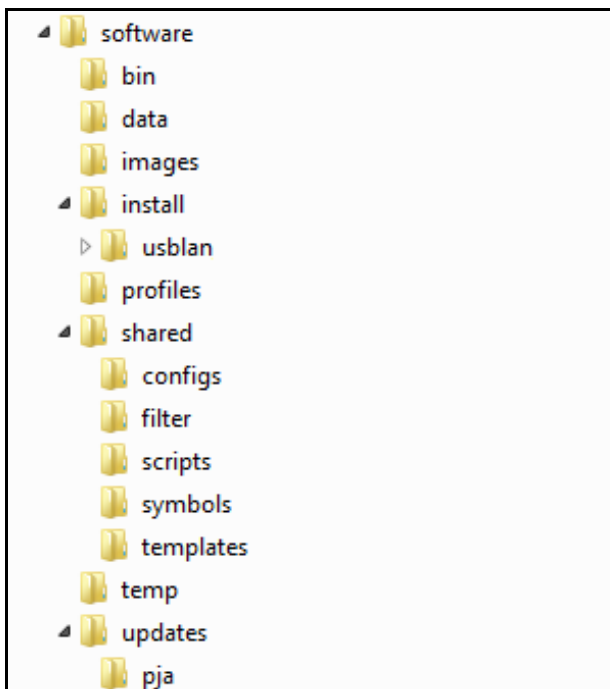 software
bin
data
images
install
usblan
profiles
shared
configs
filter
scripts
symbols
templates
temp
updates
pja